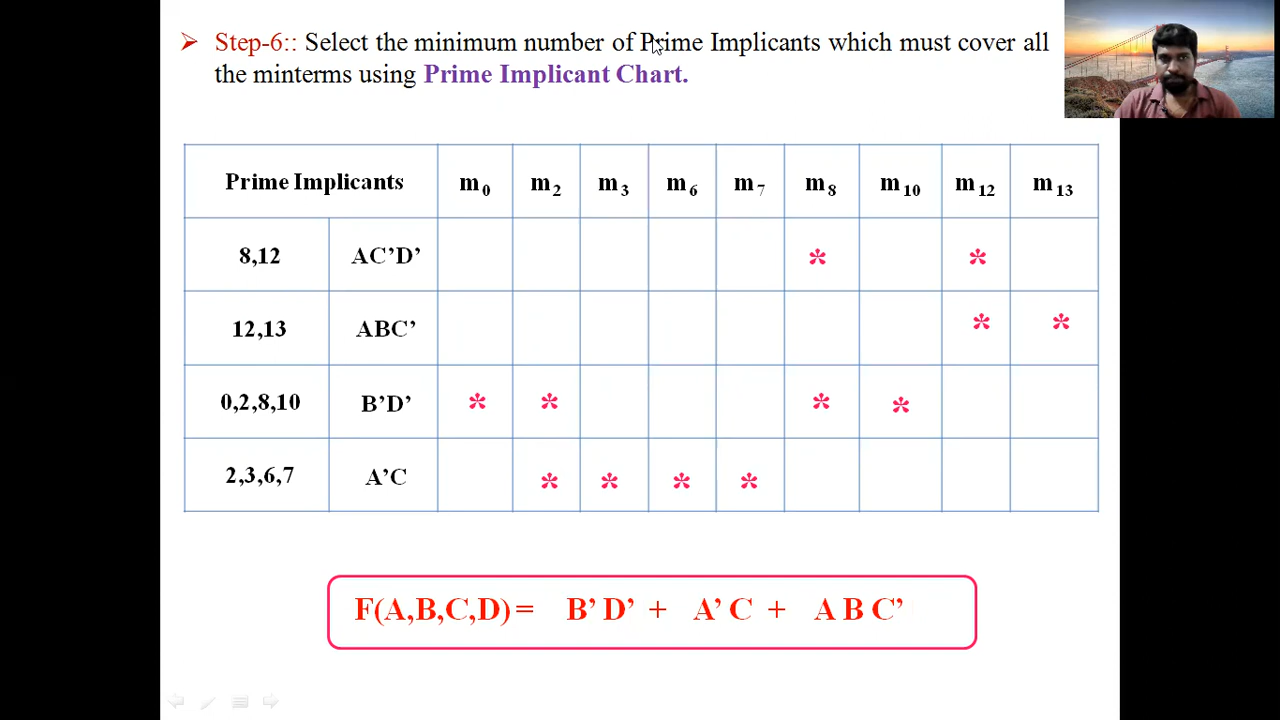 ➢ Step-6:: Select the minimum number of Prime Implicants which must cover all
the minterms using Prime Implicant Chart.
Prime Implicants m0 m2 m3 m6 m7 m8 m10 m12 m13
8,12 AC’D’ * *
12,13 ABC’ * *
0,2,8,10 B’D’ * * * *
2,3,6,7 A’C * * * *
F(A,B,C,D)= B’ D’ + A’ C + A B C’